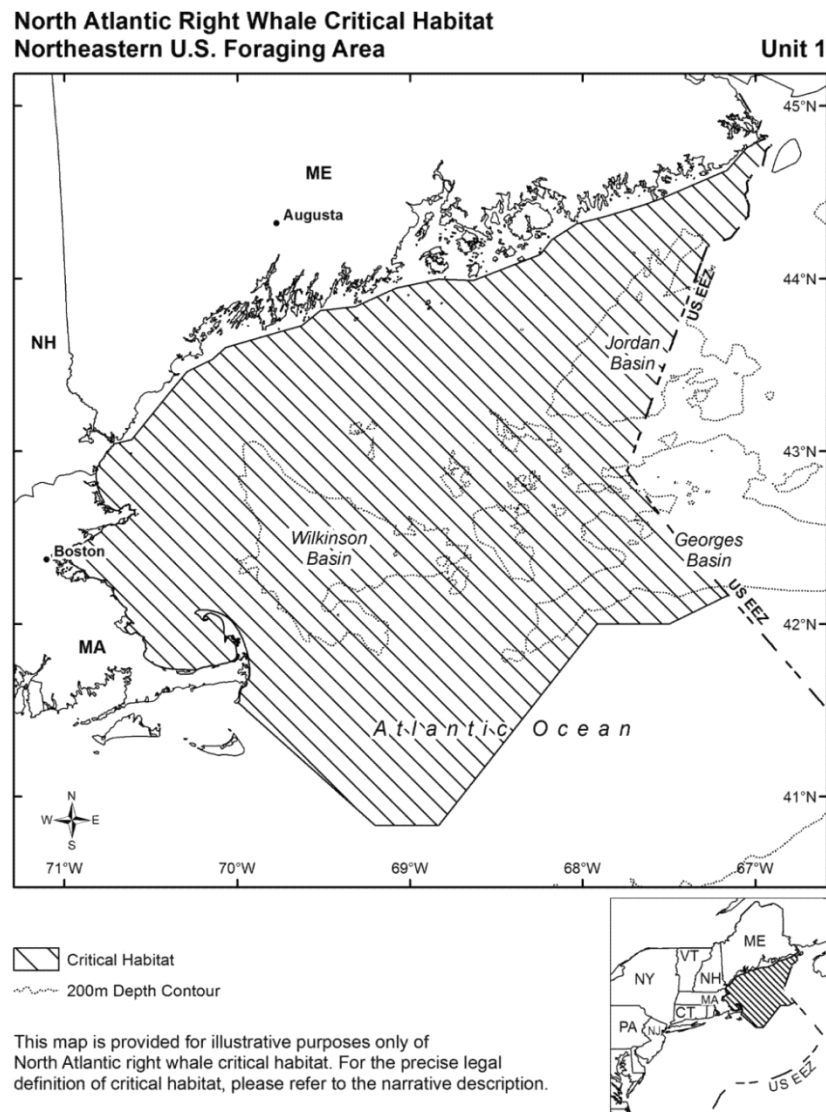 North Atlantic Right Whale Critical Habitat
Northeastern U.S. Foraging Area
Unit 1
45°N
ME
Augusta
44°N
US EEZ
NH
Jordan
Basin
43°N
Wilkinson
Basin
Georges
Basin
Boston
US EEZ
42°N
MA
Atlantic Ocean
41°N
N
W E
S
71°W 70°W 69°W 68°W 67°W
Critical Habitat
200m Depth Contour
This map is provided for illustrative purposes only of
North Atlantic right whale critical habitat. For the precise legal
definition of critical habitat, please refer to the narrative description.
ME
VT
NY
NH
MA
CT
PA
NJ
US EEZ